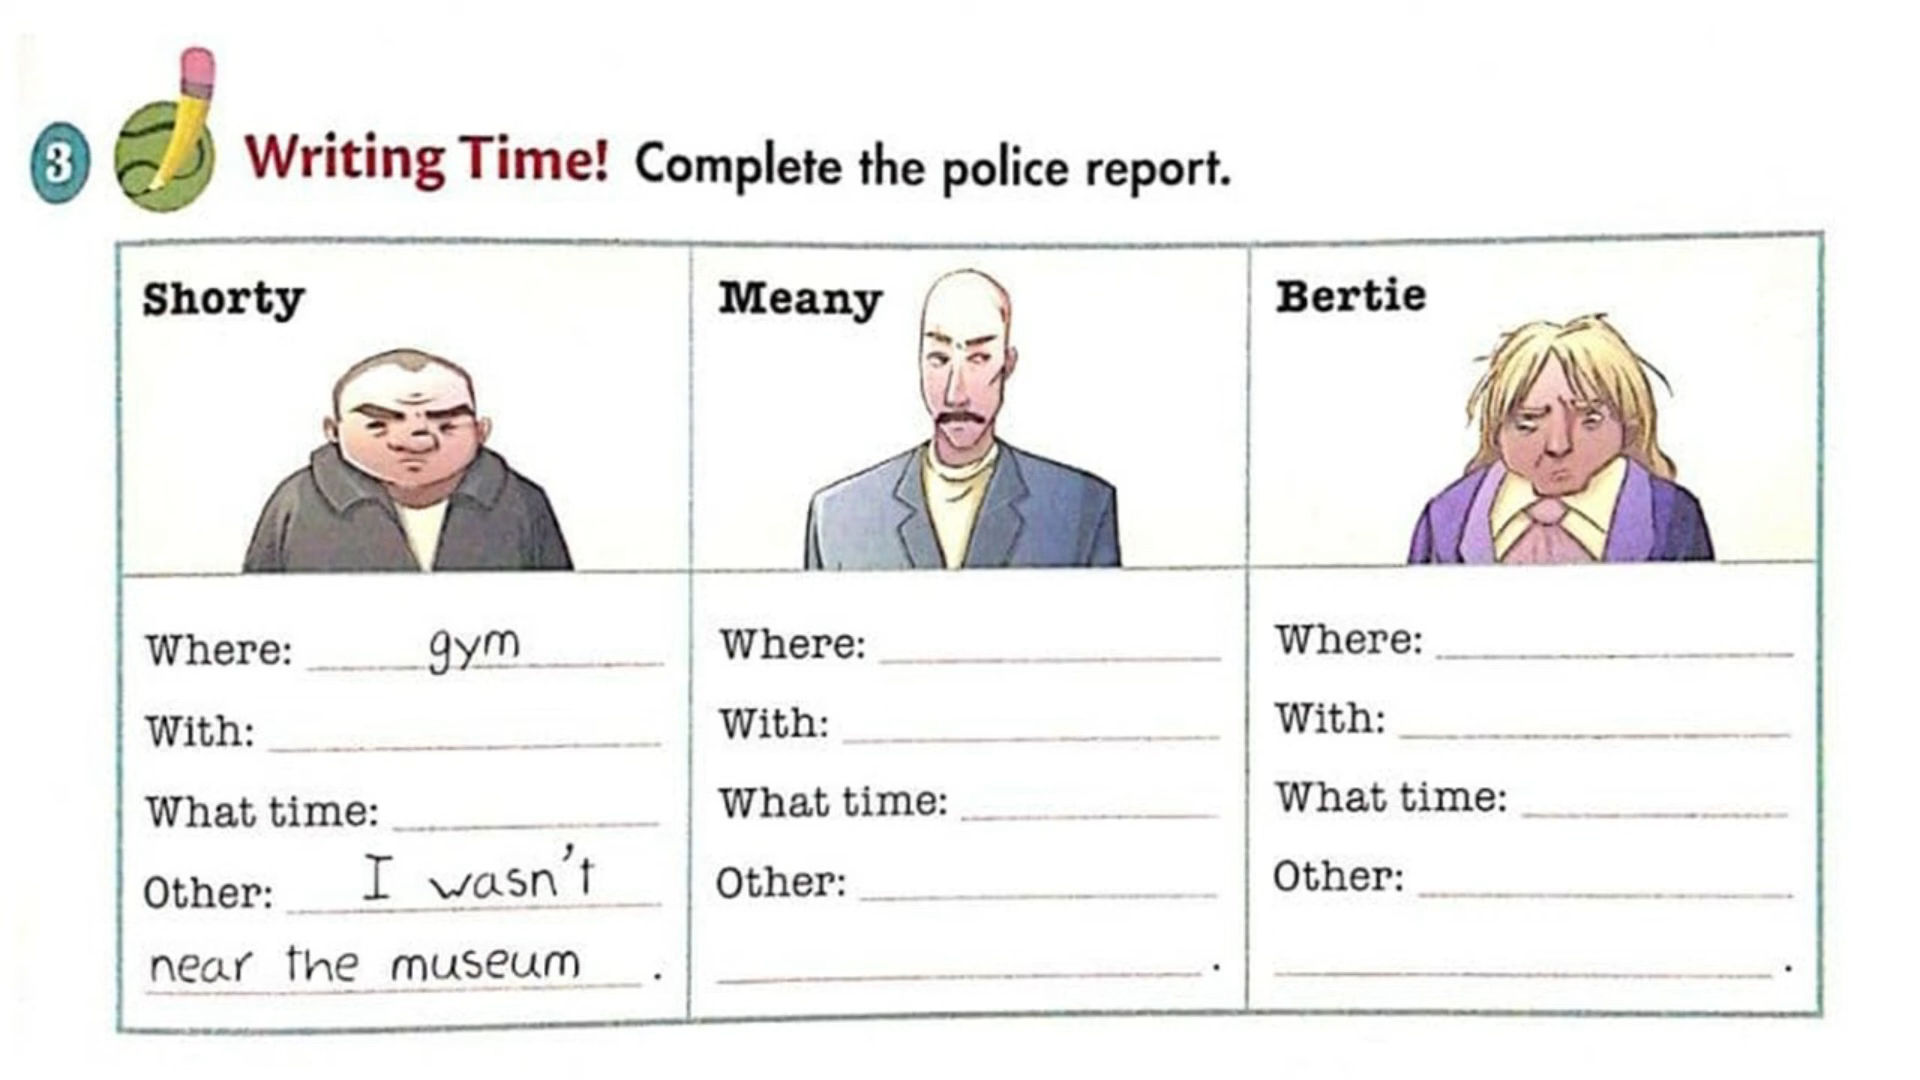 3 Writing Time! Complete the police report.
Shorty
Where: gym
With:
What time:
Other: I wasn't
near the museum .
Meany
Where:
With:
What time:
Other:
.
Bertie
Where:
With:
What time:
Other:
.